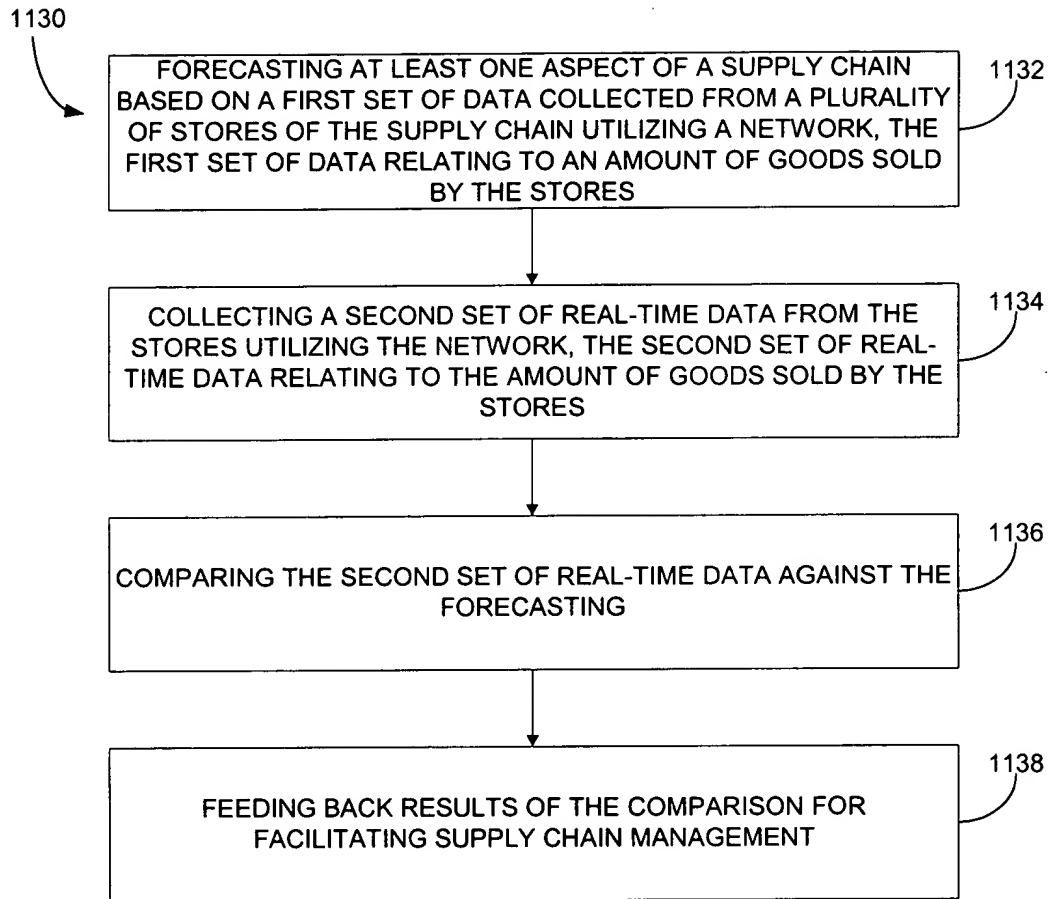 1130
FORECASTING AT LEAST ONE ASPECT OF A SUPPLY CHAIN
BASED ON A FIRST SET OF DATA COLLECTED FROM A PLURALITY
OF STORES OF THE SUPPLY CHAIN UTILIZING A NETWORK, THE
FIRST SET OF DATA RELATING TO AN AMOUNT OF GOODS SOLD
BY THE STORES
1132
COLLECTING A SECOND SET OF REAL-TIME DATA FROM THE
STORES UTILIZING THE NETWORK, THE SECOND SET OF REAL-
TIME DATA RELATING TO THE AMOUNT OF GOODS SOLD BY THE
STORES
1134
COMPARING THE SECOND SET OF REAL-TIME DATA AGAINST THE
FORECASTING
1136
FEEDING BACK RESULTS OF THE COMPARISON FOR
FACILITATING SUPPLY CHAIN MANAGEMENT
1138